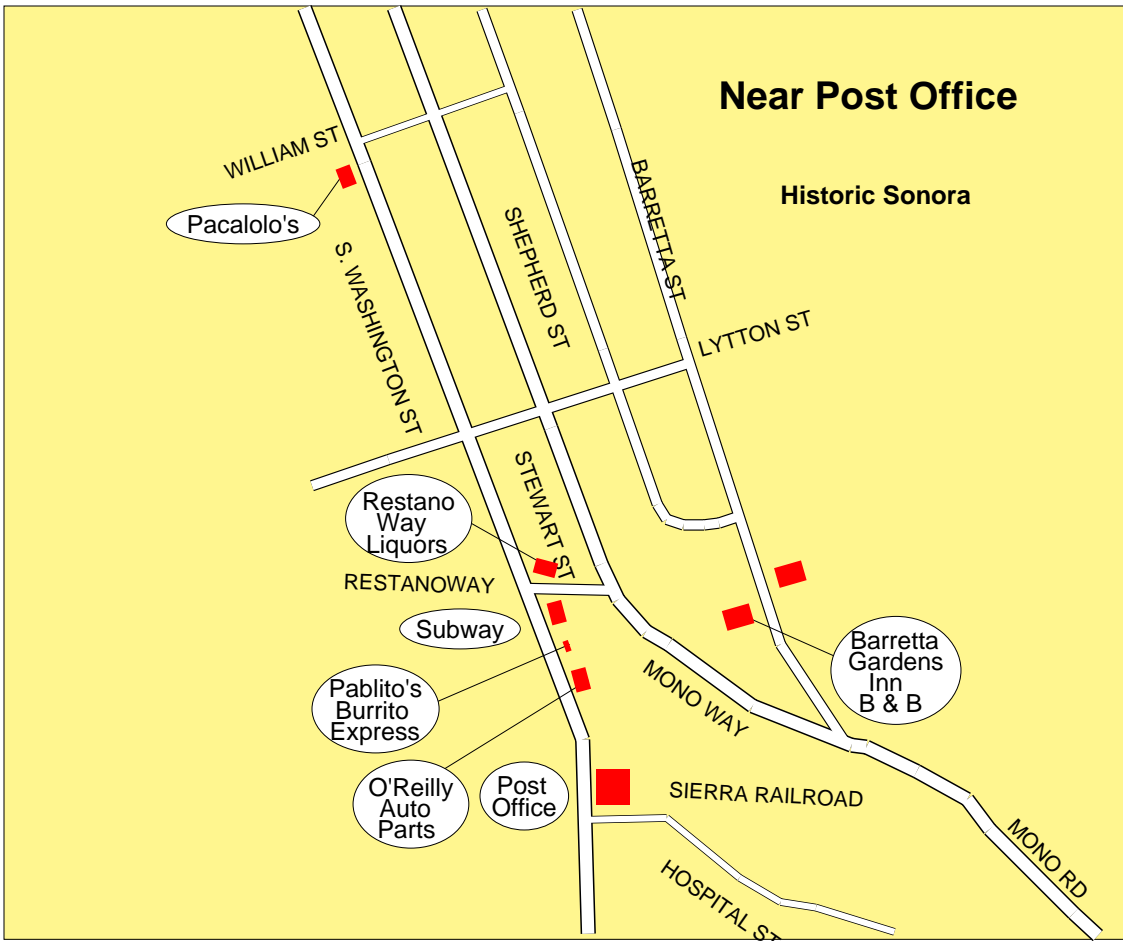 Near Post Office
Historic Sonora
WILLIAM ST
Pacalolo's
BARRETTA ST
SHEPHERD ST
S. WASHINGTON ST
LYTTON ST
STEWART ST
Restano
Way
Liquors
RESTANOWAY
Subway
Barretta
Gardens
Inn
B & B
Pablito's
Burrito
Express
MONO WAY
O'Reilly
Auto
Parts
Post
Office
SIERRA RAILROAD
MONO RD
HOSPITAL ST